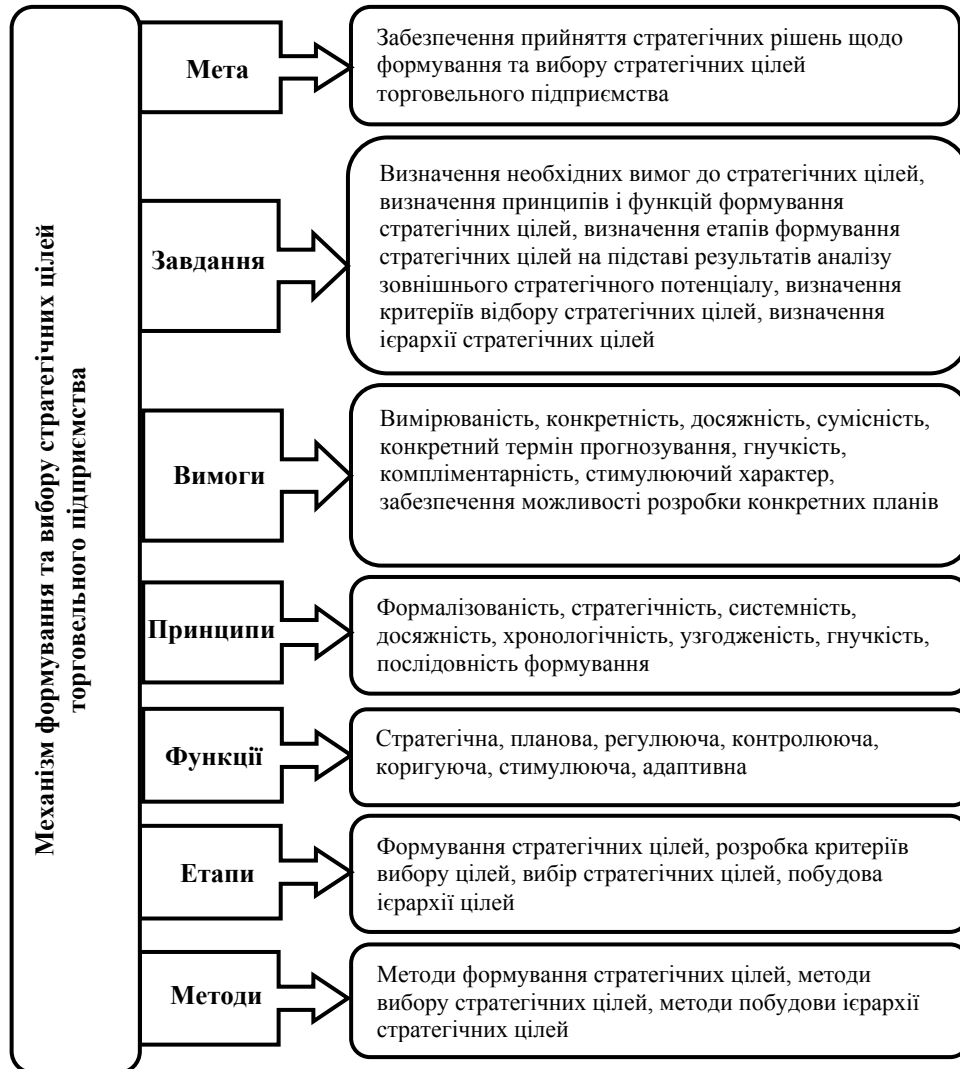 Механізм формування та вибору стратегічних цілей
торговельного підприємства
Мета
Забезпечення прийняття стратегічних рішень щодо
формування та вибору стратегічних цілей
торговельного підприємства
Завдання
Визначення необхідних вимог до стратегічних цілей,
визначення принципів і функцій формування
стратегічних цілей, визначення етапів формування
стратегічних цілей на підставі результатів аналізу
зовнішнього стратегічного потенціалу, визначення
критеріїв відбору стратегічних цілей, визначення
ієрархії стратегічних цілей
Вимоги
Вимірюваність, конкретність, досяжність, сумісність,
конкретний термін прогнозування, гнучкість,
компліментарність, стимулюючий характер,
забезпечення можливості розробки конкретних планів
Принципи
Формалізованість, стратегічність, системність,
досяжність, хронологічність, узгодженість, гнучкість,
послідовність формування
Функції
Стратегічна, планова, регулююча, контролююча,
коригуюча, стимулююча, адаптивна
Етапи
Формування стратегічних цілей, розробка критеріїв
вибору цілей, вибір стратегічних цілей, побудова
ієрархії цілей
Методи
Методи формування стратегічних цілей, методи
вибору стратегічних цілей, методи побудови ієрархії
стратегічних цілей